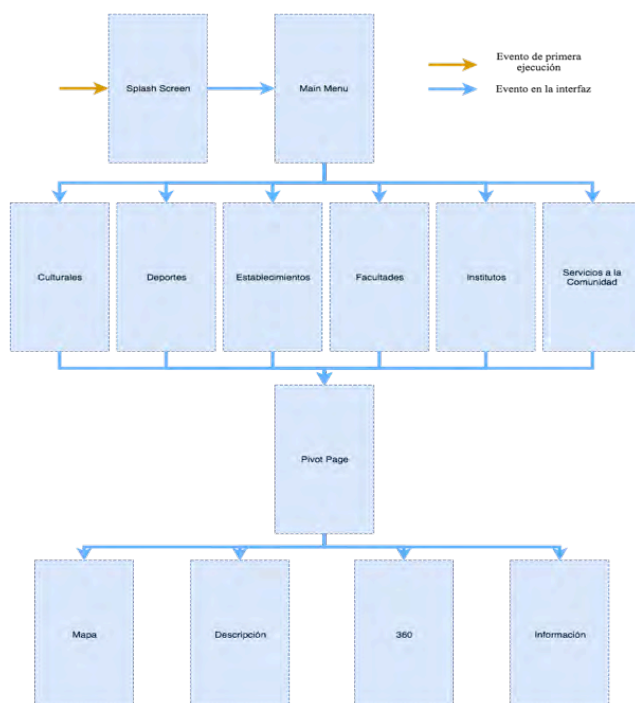 Splash Screen
Main Menu
Evento de primera
ejecución
Evento en la interfaz
Culturales
Deportes
Establecimientos
Facultades
Institutos
Servicios a la
Comunidad
Pivot Page
Mapa
Descripción
360
Información